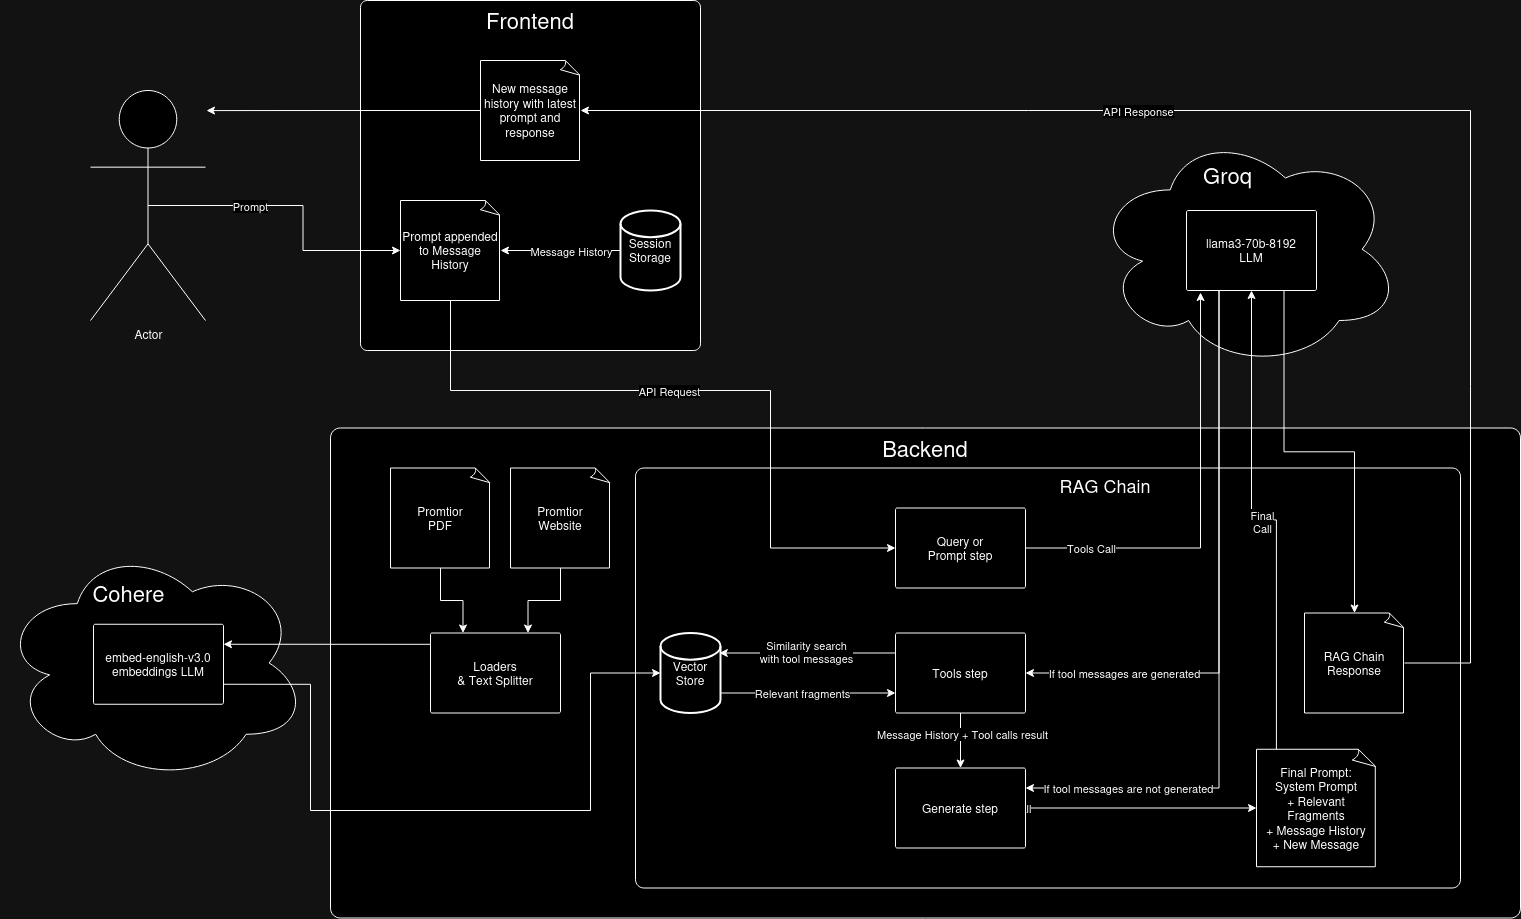 Frontend
New message
history with latest
prompt and
response
API Response
Groq
llama3-70b-8192
LLM
Prompt
Prompt appended
to Message
History
Message History
Session
Storage
Actor
API Request
Backend
RAG Chain
Promtior
PDF
Promtior
Website
Query or
Prompt step
Tools Call
Final
Call
Cohere
embed-english-v3.0
embeddings LLM
Loaders
& Text Splitter
Vector
Store
Similarity search
with tool messages
Relevant fragments
Tools step
If tool messages are generated
RAG Chain
Response
Message History + Tool calls result
Generate step
If tool messages are not generated
Final Prompt:
System Prompt
+ Relevant
Fragments
+ Message History
+ New Message